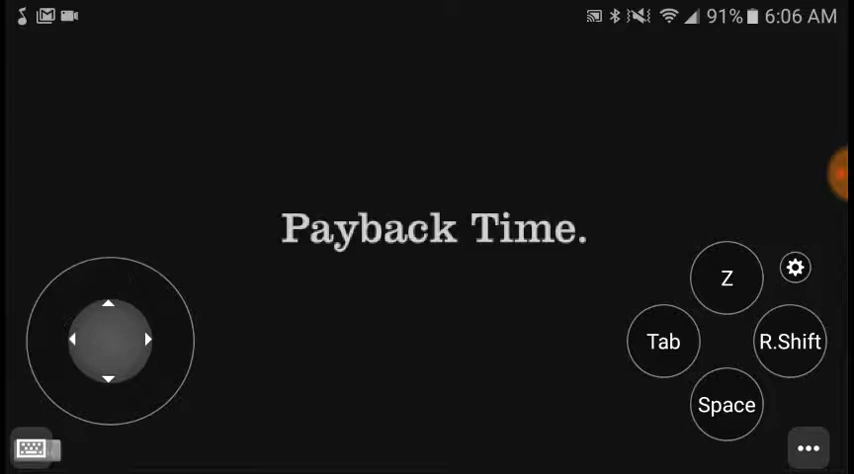 91% 6:06 AM
Payback Time.
Z
Tab
R.Shift
Space